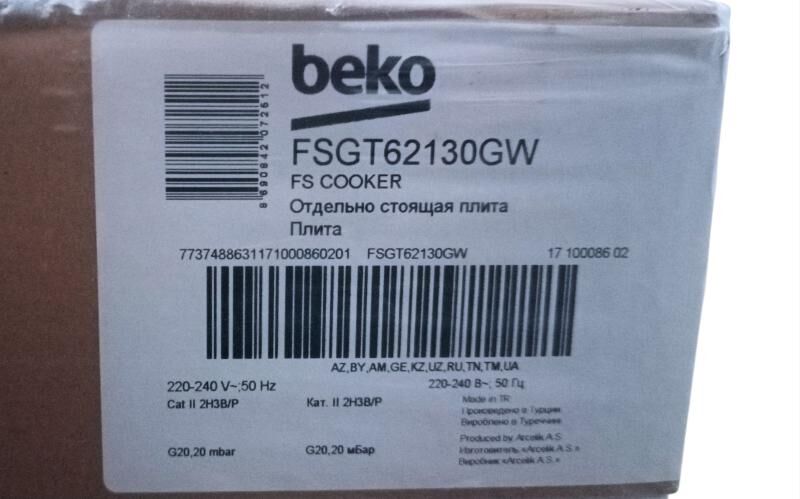 beko
8 690842 072612
FSGT62130GW
FS COOKER
Отдельно стоящая плита
Плита
7737488631171000860201 FSGT62130GW 17 100086 02
AZ,BY,AM,GE,KZ,UZ,RU,TN,TM,UA
220-240 V~;50 Hz 220-240 В~; 50 Гц
Cat II 2H3B/P Кат. II 2H3B/P
Made in TR
Произведено в Турции
Вироблено в Туреччині
G20,20 mbar G20,20 мБар
Produced by Arcelik A.S.
Изготовитель: «Arcelik A.S.»
Виробник «Arcelik A.S.»